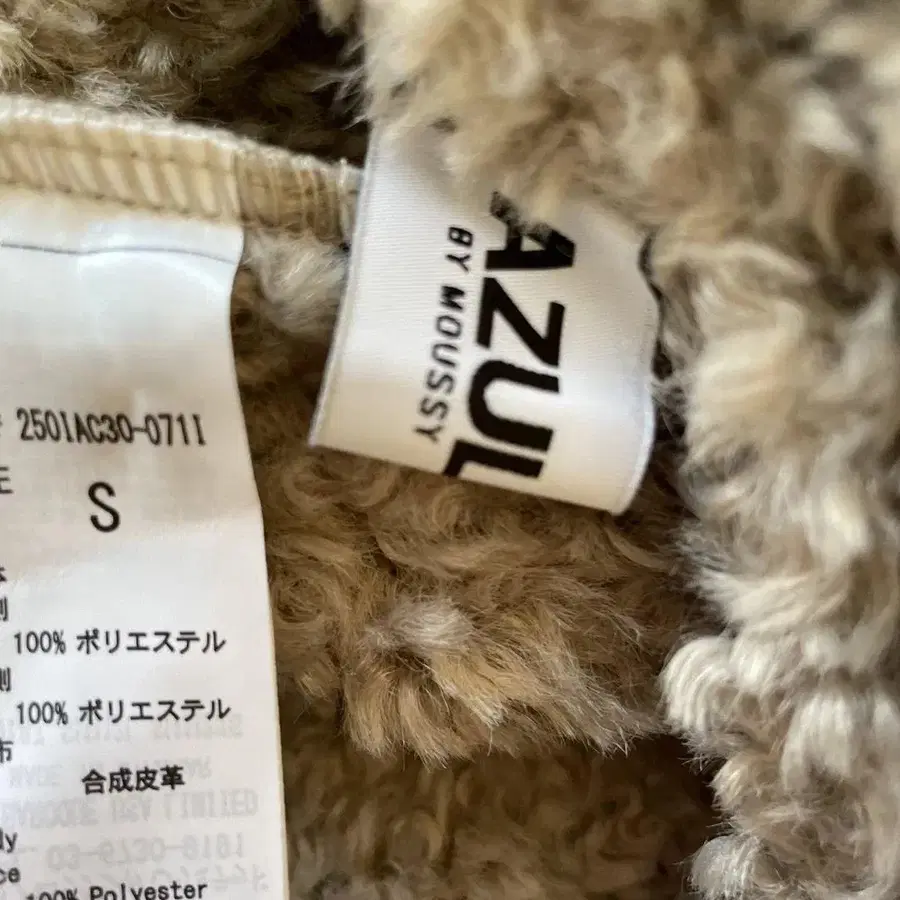 AZUL
BY MOUSSY
2501AC30-0711
S
100% ポリエステル
100% ポリエステル
合成皮革
100% Polyester